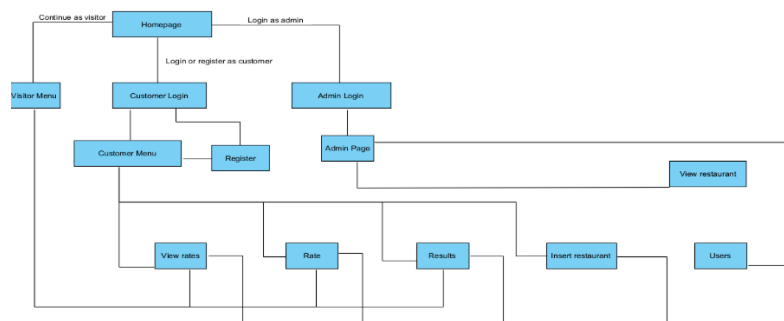 Continue as visitor
Homepage
Login as admin
Login or register as customer
Visitor Menu
Customer Login
Admin Login
Customer Menu
Register
Admin Page
View restaurant
View rates
Rate
Results
Insert restaurant
Users